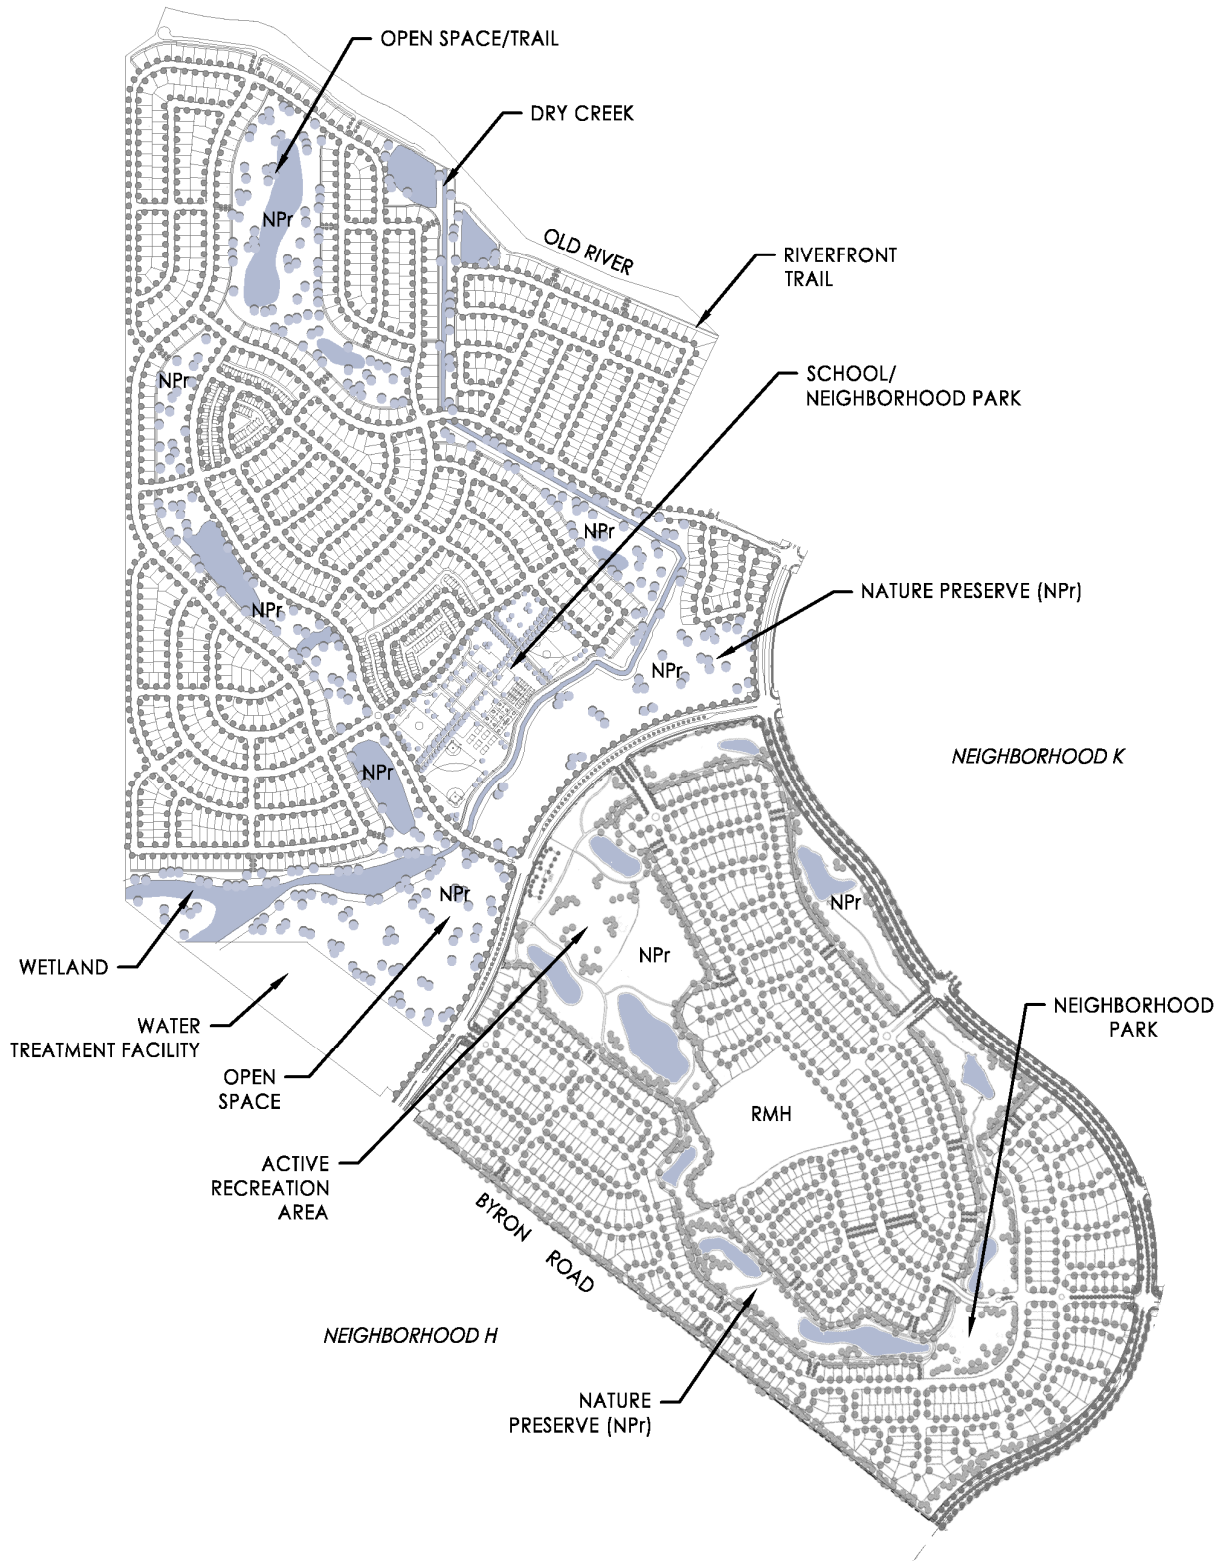 OPEN SPACE/TRAIL
DRY CREEK
NPr
OLD RIVER
RIVERFRONT
TRAIL
NPr
SCHOOL/
NEIGHBORHOOD PARK
NPr
NATURE PRESERVE (NPr)
NPr
NPr
NEIGHBORHOOD K
NPr
NPr
NPr
NPr
WETLAND
NEIGHBORHOOD
PARK
WATER
TREATMENT FACILITY
OPEN
SPACE
RMH
ACTIVE
RECREATION
AREA
BYRON ROAD
NEIGHBORHOOD H
NATURE
PRESERVE (NPr)